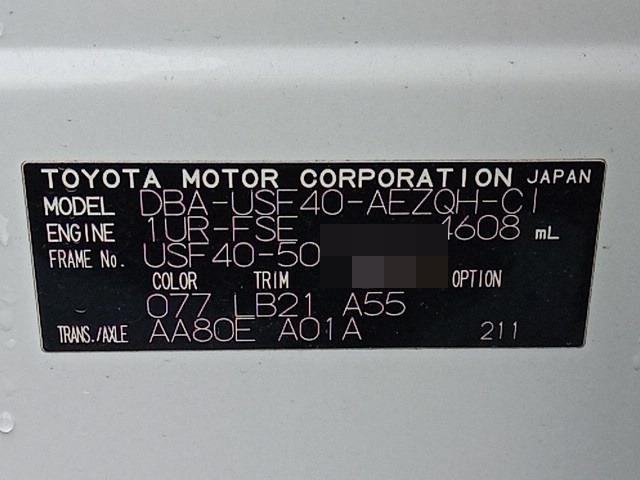 TOYOTA MOTOR CORPORATION JAPAN
MODEL DBA-USF40-AEZQH-CI
ENGINE 1UR-FSE 4608 mL
FRAME No. USF40-50
COLOR TRIM OPTION
077 LB21 A55
TRANS./AXLE AA80E A01A 211